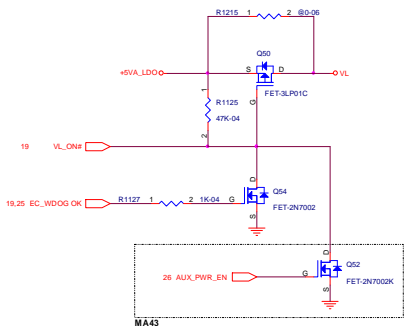 R1215 1 2 @0-06
Q50
+5VA_LDO S D VL
G FET-3LP01C
1
R1125
47K-04
2
19 VL_ON#
D
Q54
19,25 EC_WDOG OK R1127 1 2 1K-04 G
FET-2N7002
S
D
Q52
26 AUX_PWR_EN G
FET-2N7002K
S
MA43